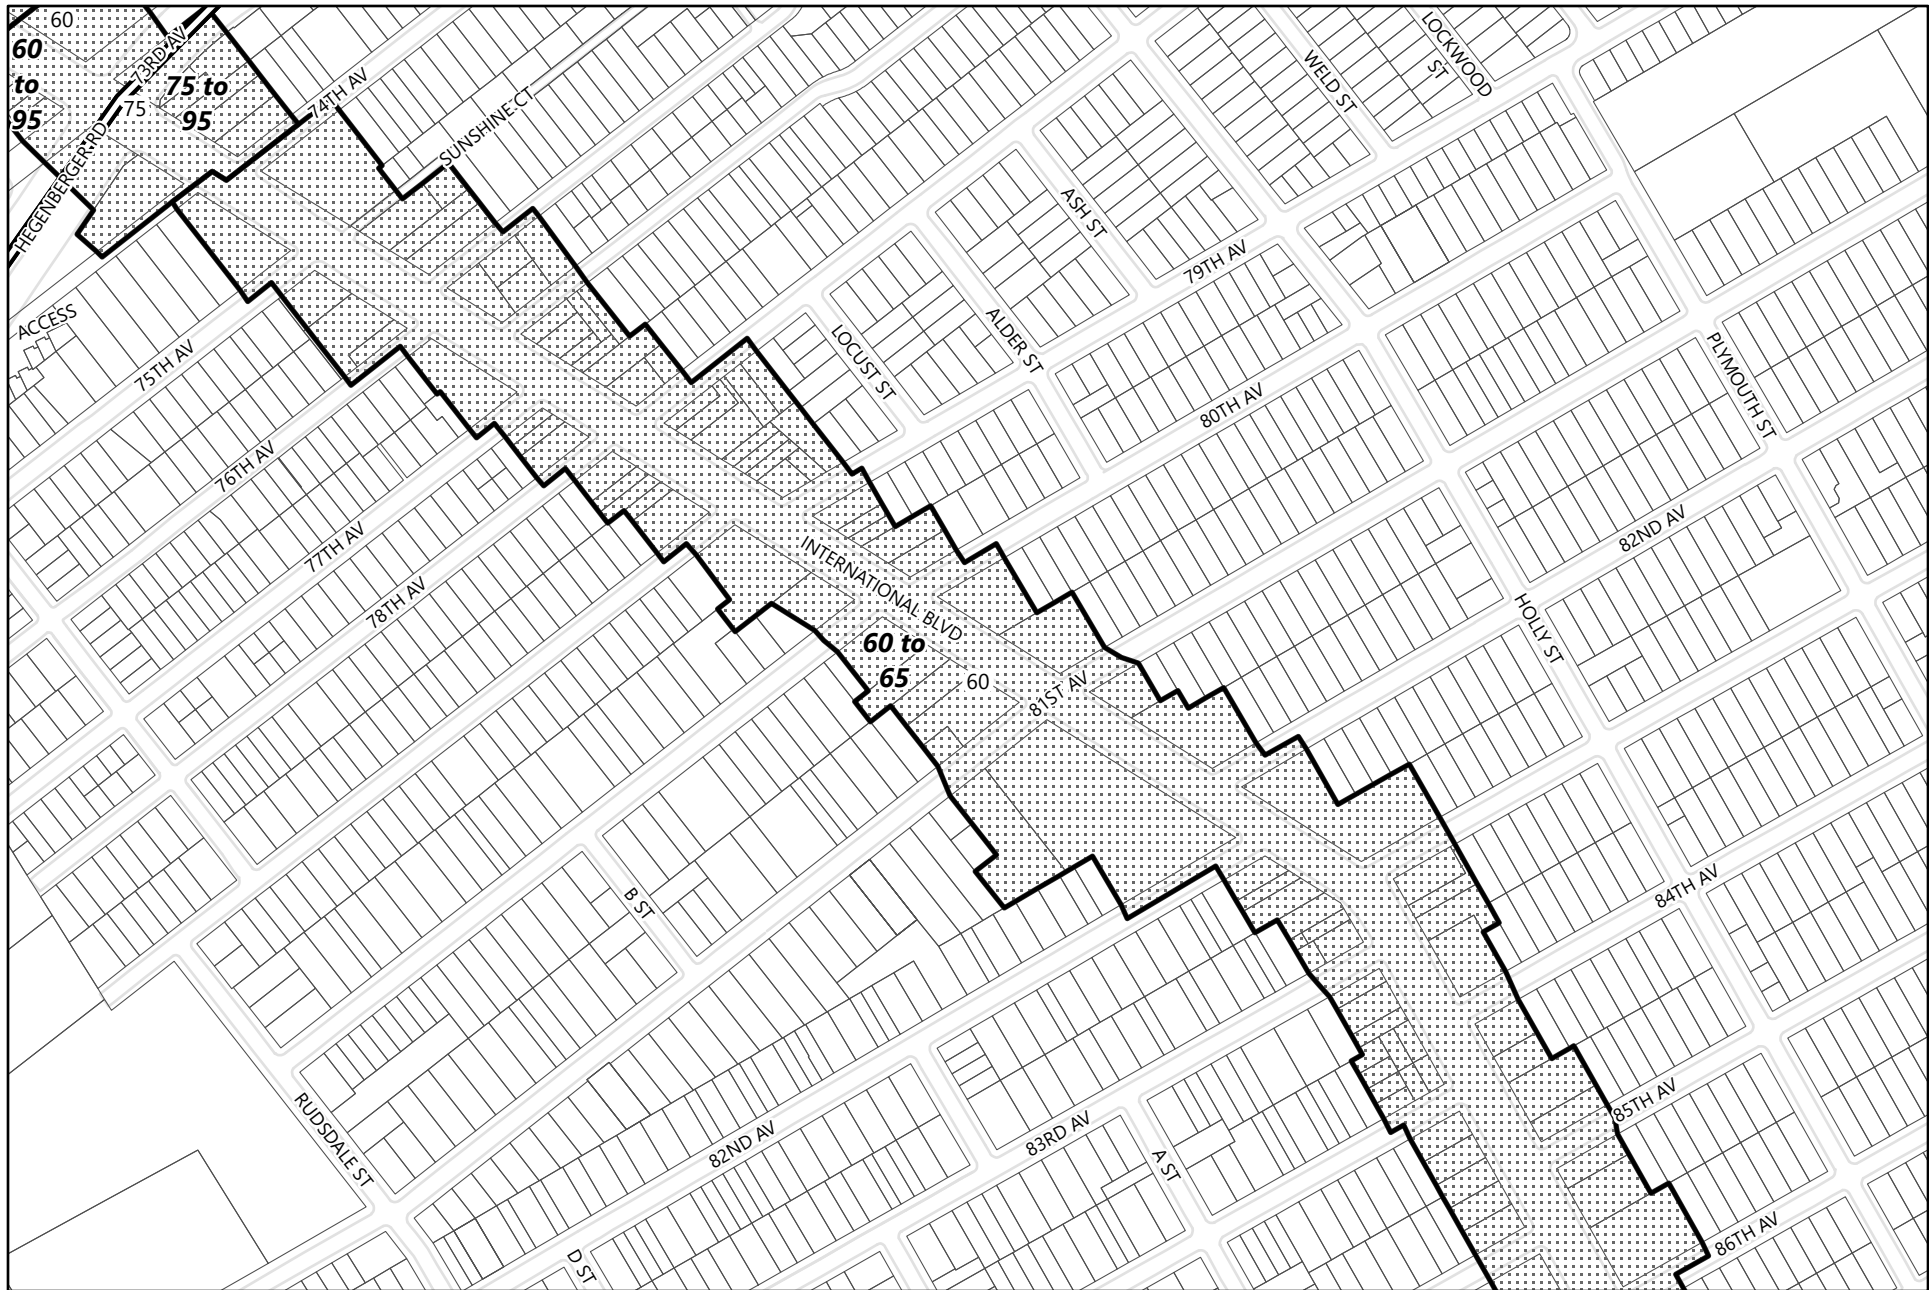 60
60
to
95
73RD AV
75 to
95
75
HEGENBERGER RD
74TH AV
SUNSHINE CT
LOCKWOOD
ST
WELD ST
ASH ST
79TH AV
ACCESS
75TH AV
LOCUST ST
ALDER ST
PLYMOUTH ST
80TH AV
76TH AV
77TH AV
78TH AV
INTERNATIONAL BLVD
82ND AV
60 to
65
60
81ST AV
HOLLY ST
B ST
84TH AV
RUDSDALE ST
82ND AV
83RD AV
A ST
85TH AV
86TH AV
D ST